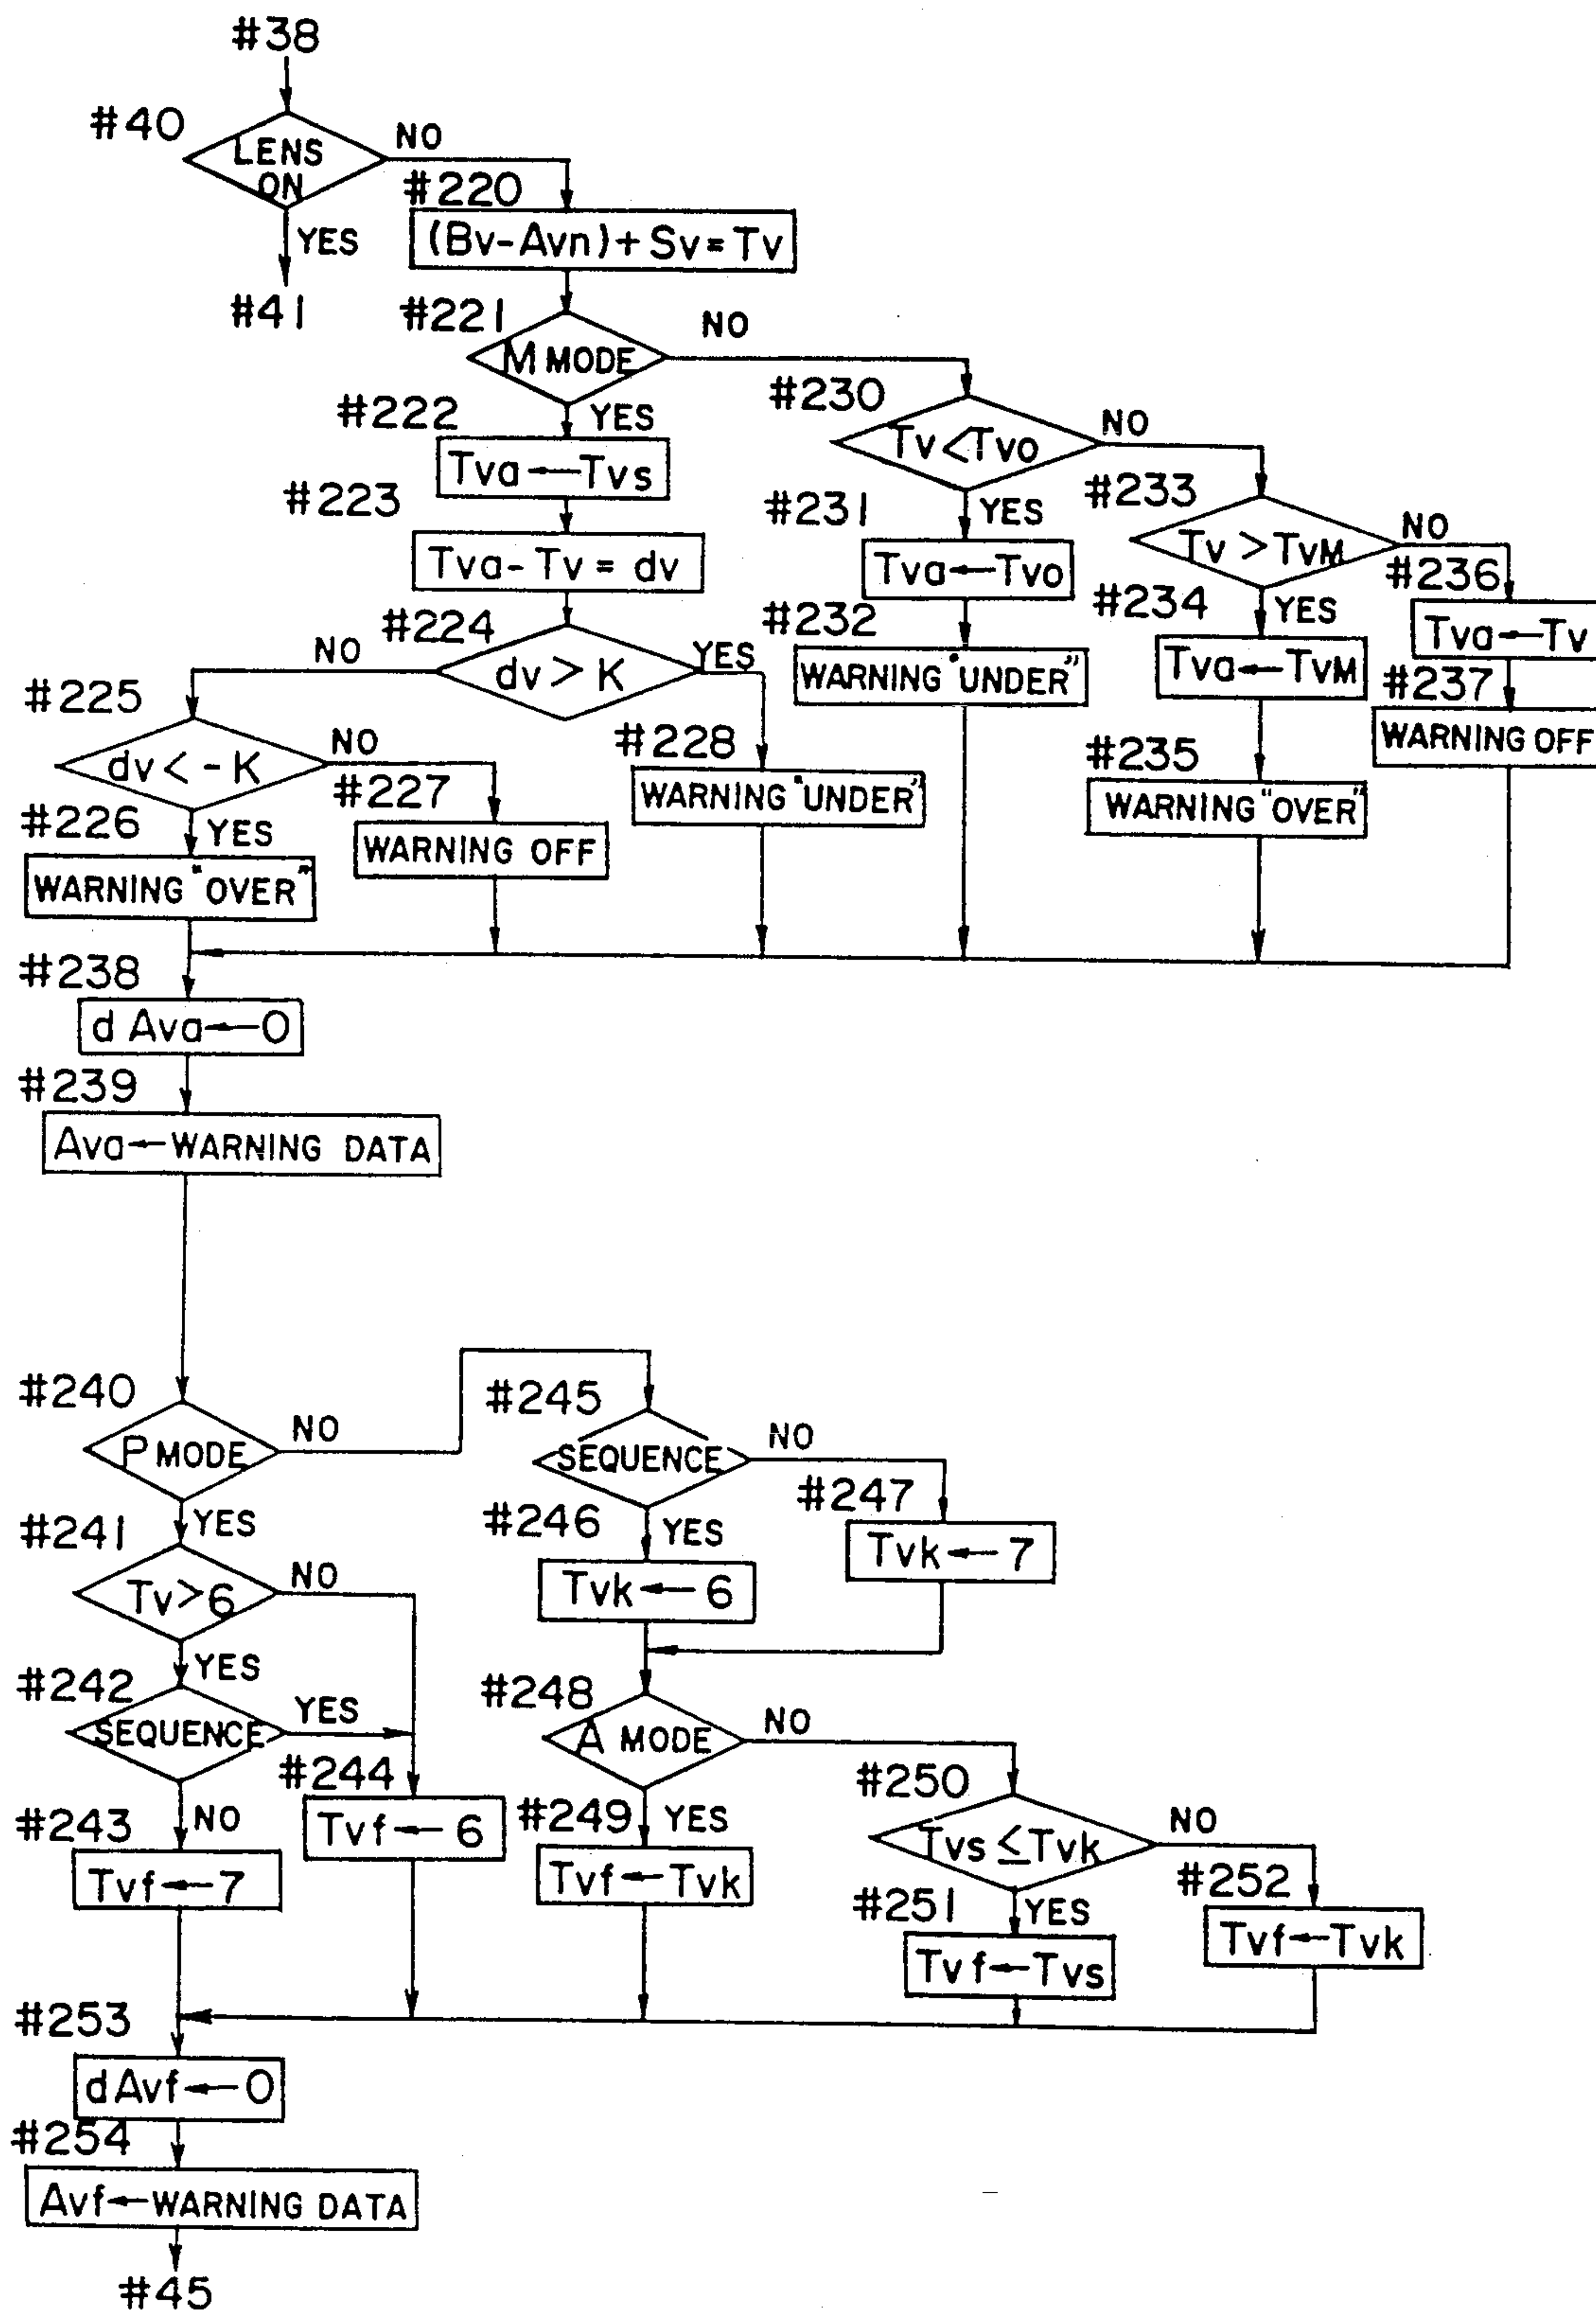 #38
#40
LENS
ON
NO
YES
#41
#220
(Bv-Avn)+Sv=Tv
#221
M MODE
NO
YES
#222
Tva←Tvs
#223
Tva-Tv=dv
#224
dv>K
NO
YES
#225
dv<-K
NO
YES
#226
WARNING "OVER"
#227
WARNING OFF
#228
WARNING "UNDER"
#230
Tv<Tvo
NO
YES
#231
Tva←Tvo
#232
WARNING "UNDER"
#233
Tv>TvM
NO
YES
#234
Tva←TvM
#235
WARNING "OVER"
#236
Tva←Tv
#237
WARNING OFF
#238
dAva←0
#239
Ava←WARNING DATA
#240
P MODE
NO
YES
#241
Tv>6
NO
YES
#242
SEQUENCE
YES
NO
#243
Tvf←7
#244
Tvf←6
#245
SEQUENCE
NO
YES
#246
Tvk←6
#247
Tvk←7
#248
A MODE
NO
YES
#249
Tvf←Tvk
#250
Tvs≤Tvk
NO
YES
#251
Tvf←Tvs
#252
Tvf←Tvk
#253
dAvf←0
#254
Avf←WARNING DATA
#45